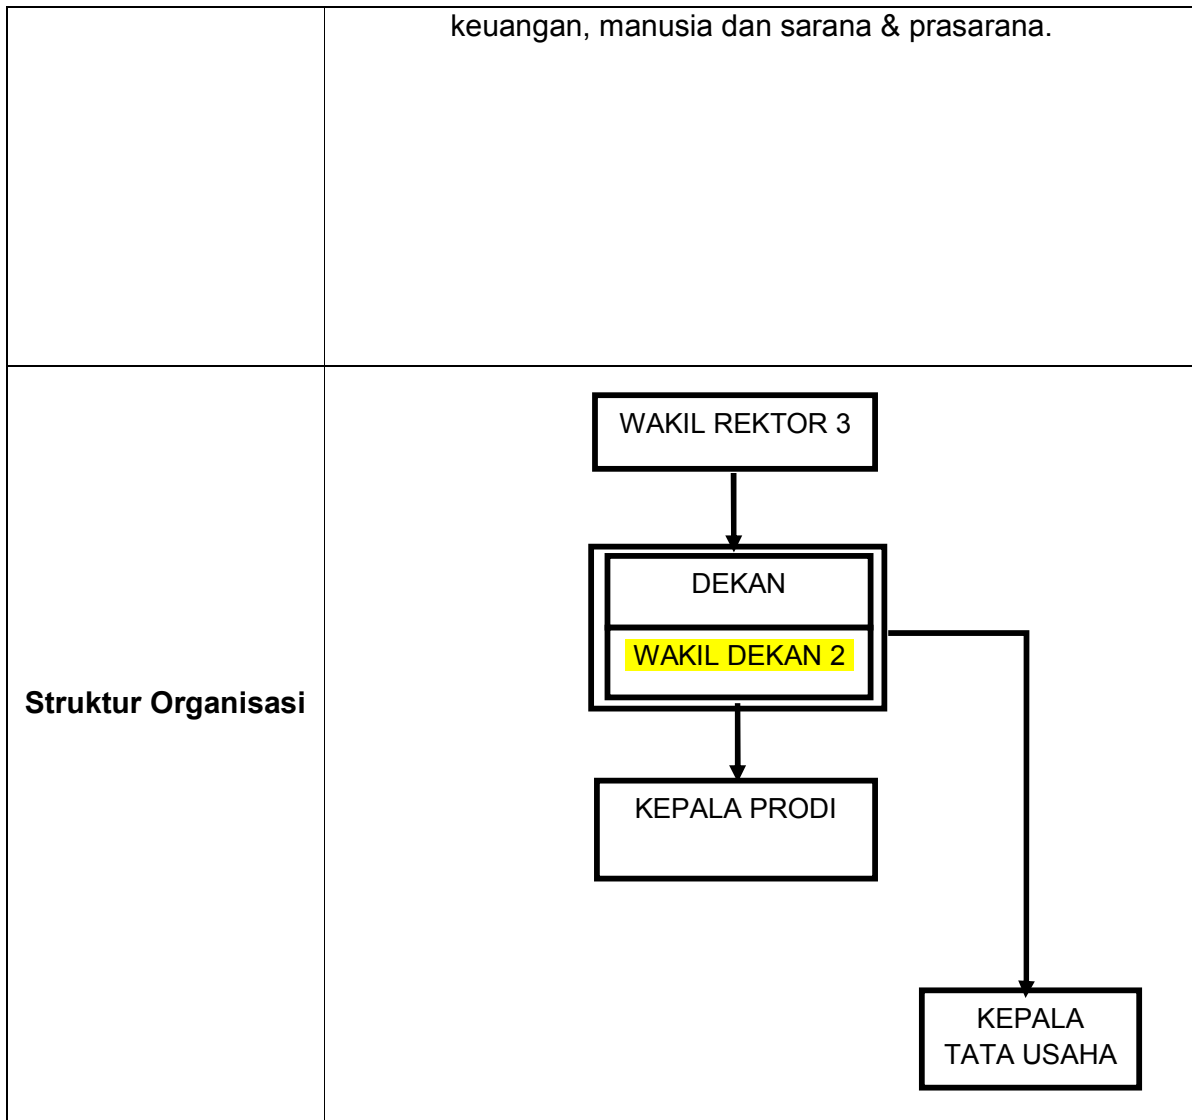 keuangan, manusia dan sarana & prasarana.
Struktur Organisasi
WAKIL REKTOR 3
DEKAN
WAKIL DEKAN 2
KEPALA PRODI
KEPALA
TATA USAHA